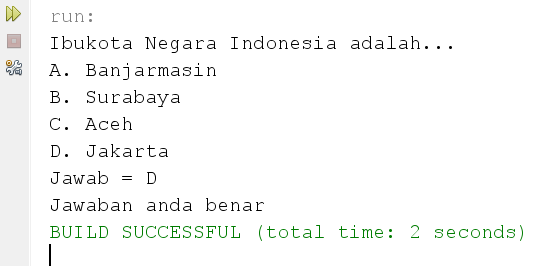 run:
Ibukota Negara Indonesia adalah...
A. Banjarmasin
B. Surabaya
C. Aceh
D. Jakarta
Jawab = D
Jawaban anda benar
BUILD SUCCESSFUL (total time: 2 seconds)